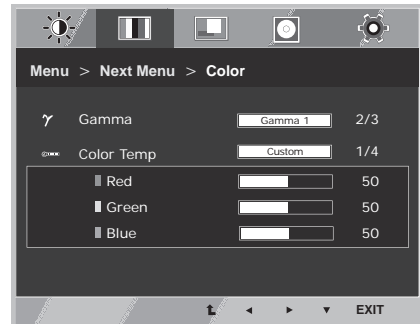 Menu > Next Menu > Color
γ Gamma Gamma 1 2/3
Color Temp Custom 1/4
Red 50
Green 50
Blue 50
EXIT